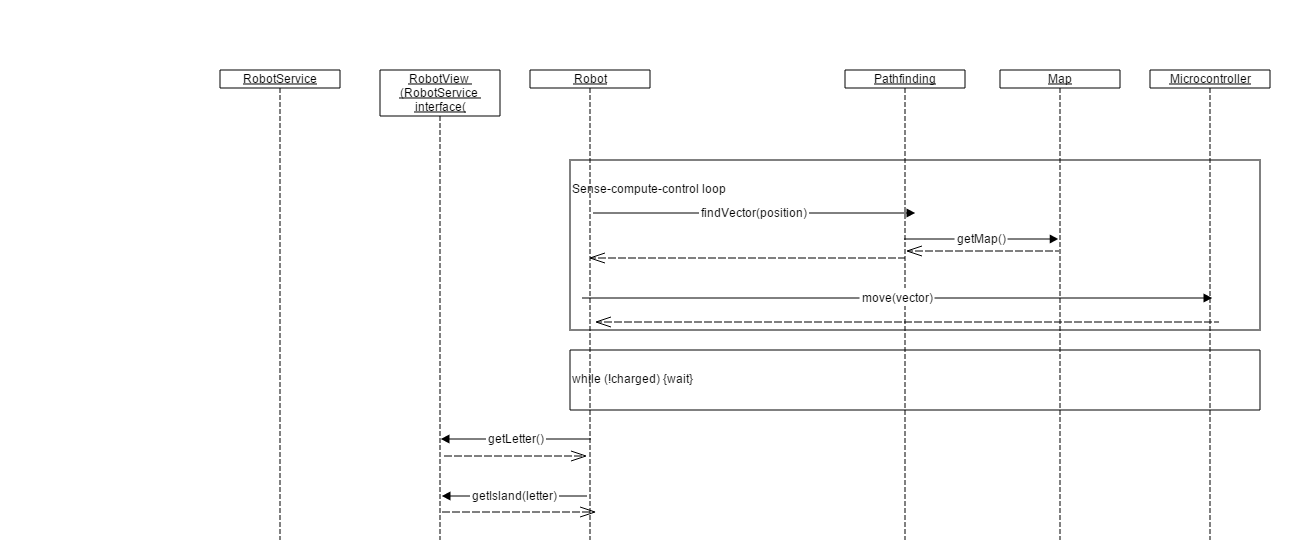 RobotService
RobotView
(RobotService
interface(
Robot
Pathfinding
Map
Microcontroller
Sense-compute-control loop
findVector(position)
getMap()
move(vector)
while (!charged) {wait}
getLetter()
getIsland(letter)